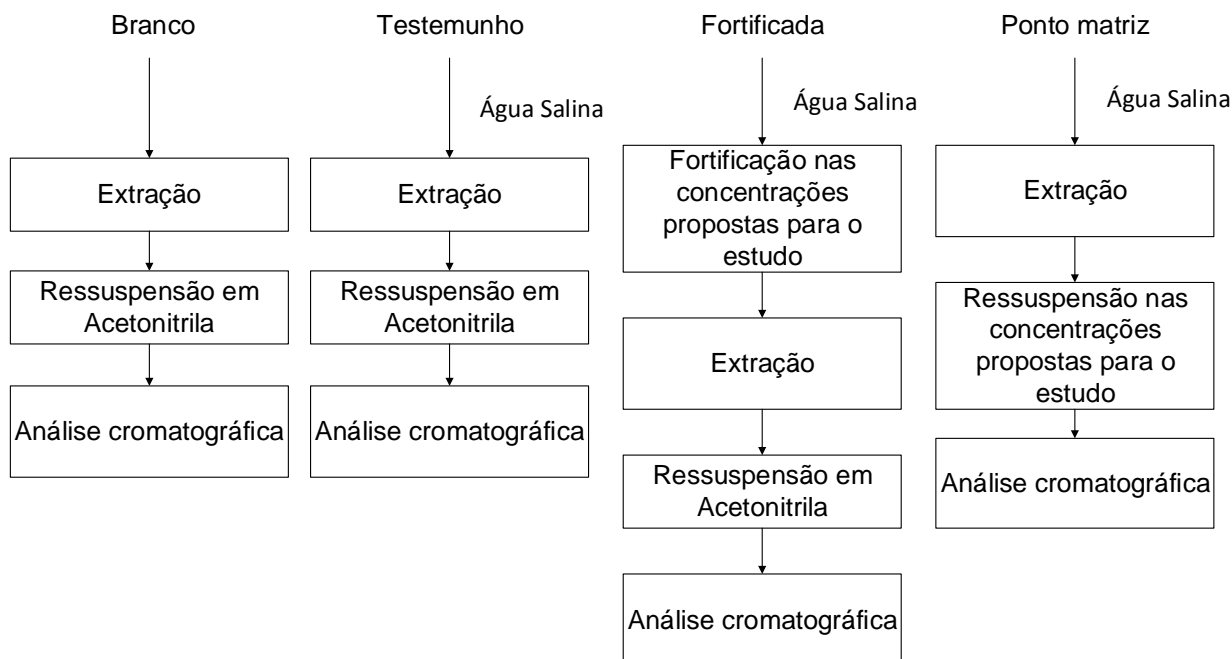 Branco
Testemunho
Fortificada
Ponto matriz
Água Salina
Água Salina
Água Salina
Extração
Ressuspensão em
Acetonitrila
Análise cromatográfica
Extração
Ressuspensão em
Acetonitrila
Análise cromatográfica
Fortificação nas
concentrações
propostas para o
estudo
Extração
Ressuspensão em
Acetonitrila
Análise cromatográfica
Extração
Ressuspensão nas
concentrações
propostas para o
estudo
Análise cromatográfica